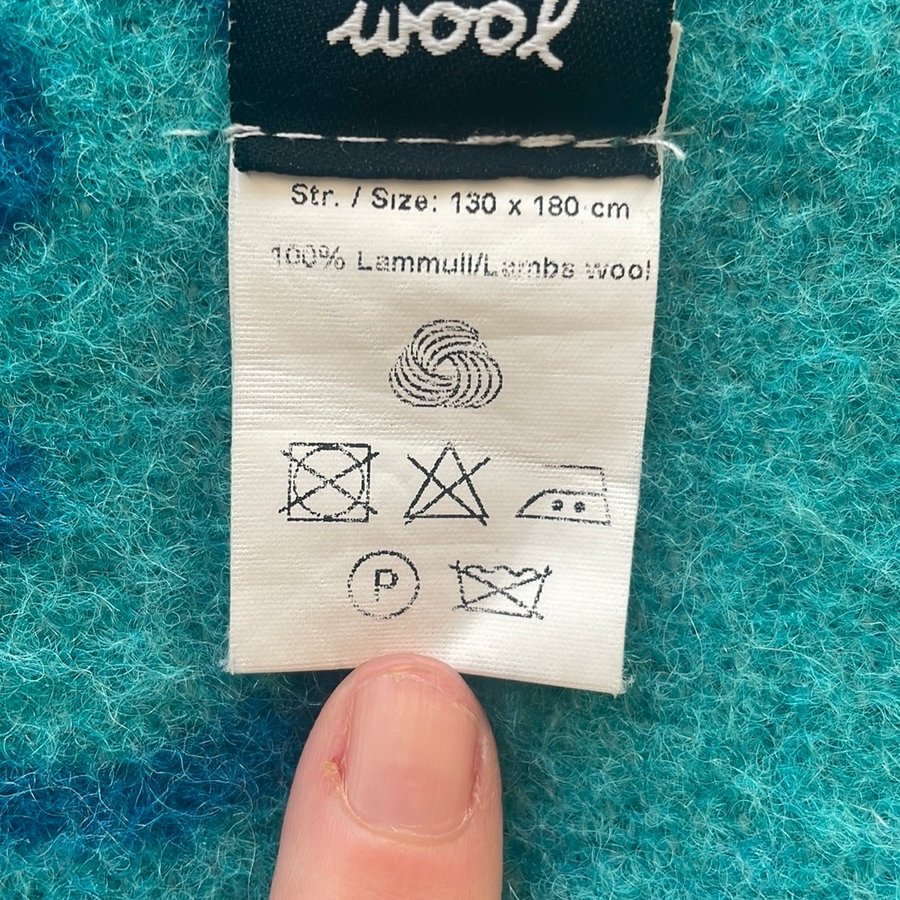 wool
Str. / Size: 130 x 180 cm
100% Lammull/Lambs wool
P